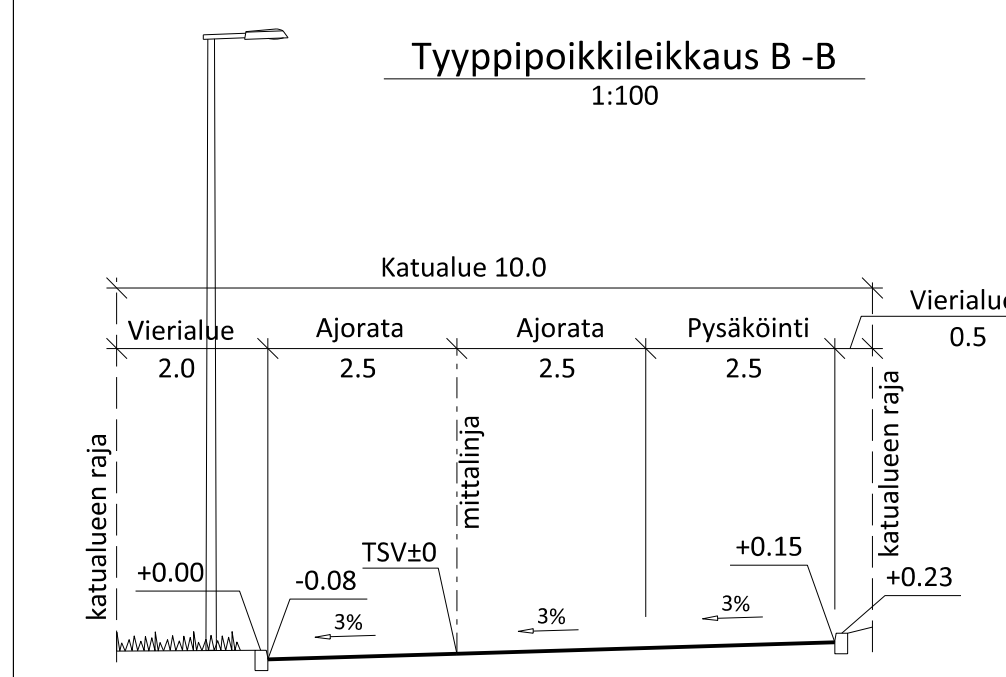 Tyyppipoikkileikkaus B -B
1:100
Katualue 10.0
Vierialue
2.0
Ajorata
2.5
Ajorata
2.5
Pysäköinti
2.5
Vierialue
0.5
katualueen raja
mittalinja
katualueen raja
+0.00
-0.08
TSV±0
+0.15
+0.23
3%
3%
3%